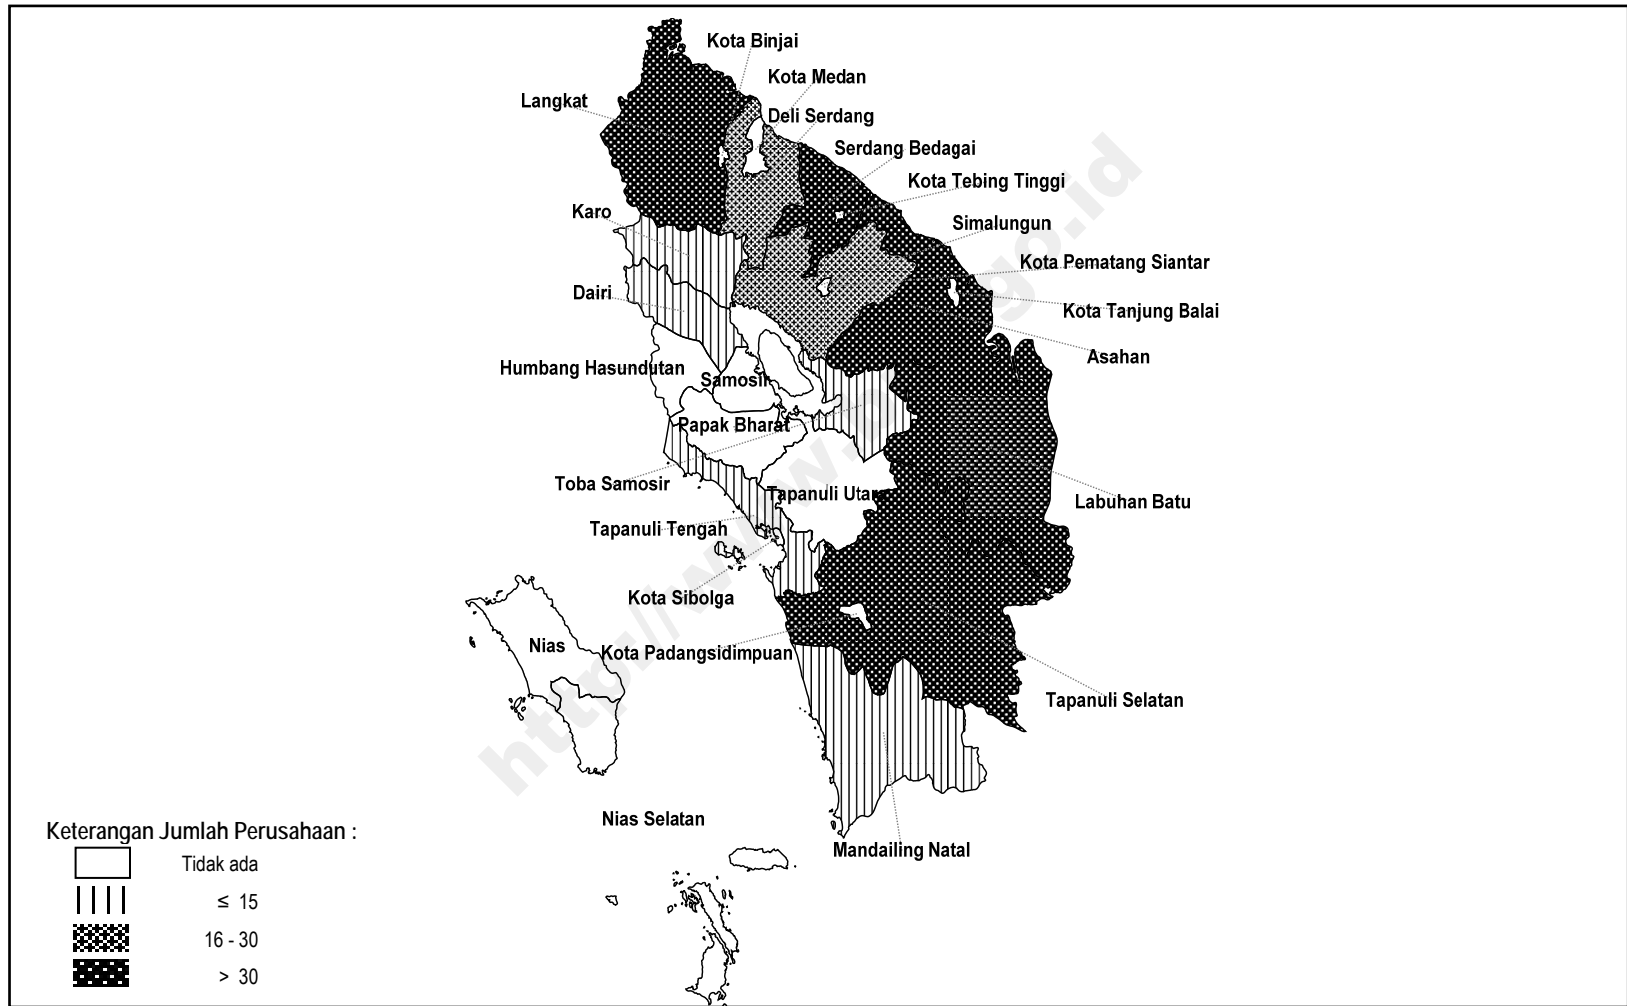 Kota Binjai
Kota Medan
Langkat
Deli Serdang
Serdang Bedagai
Kota Tebing Tinggi
Karo
Simalungun
Kota Pematang Siantar
Dairi
Kota Tanjung Balai
Asahan
Humbang Hasundutan
Samosir
Papak Bharat
Toba Samosir
Tapanuli Utara
Labuhan Batu
Tapanuli Tengah
Kota Sibolga
Nias
Kota Padangsidimpuan
Tapanuli Selatan
Nias Selatan
Mandailing Natal
Keterangan Jumlah Perusahaan :
Tidak ada
≤ 15
16 - 30
> 30